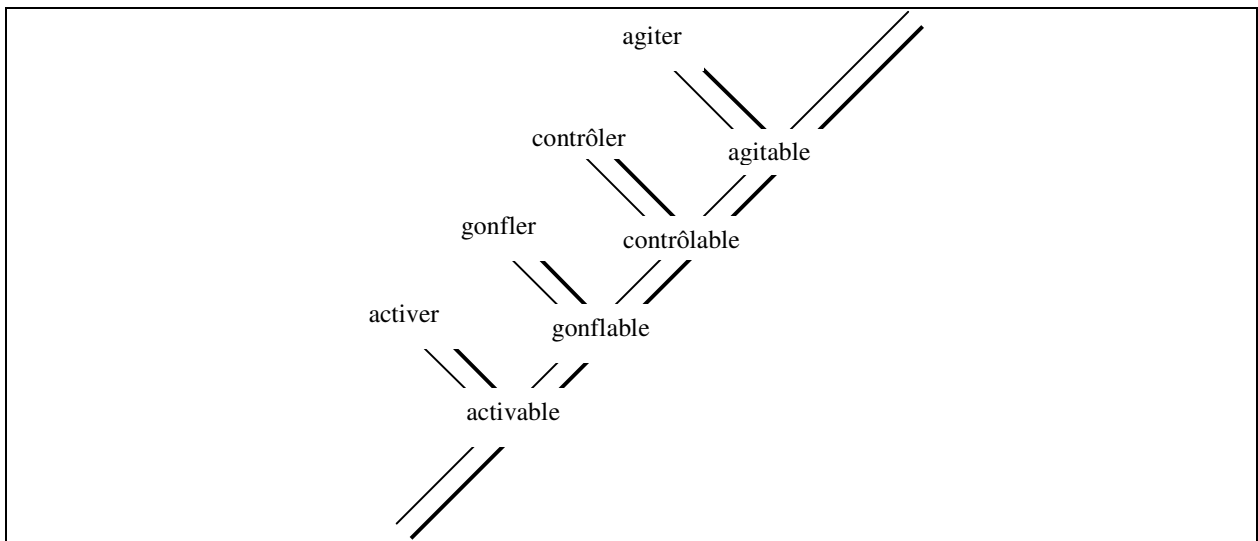 agiter
contrôler
agitable
gonfler
contrôlable
activer
gonflable
activable